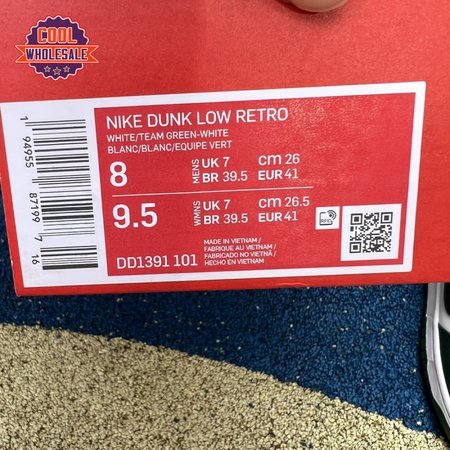 COOL
WHOLESALE
NIKE DUNK LOW RETRO
WHITE/TEAM GREEN-WHITE
BLANC/BLANC/EQUIPE VERT
8 MENS UK 7 CM 26
BR 39.5 EUR 41
9.5 WMNS UK 7 CM 26.5
BR 39.5 EUR 41
RFID
MADE IN VIETNAM /
FABRIQUE AU VIETNAM /
FABRICADO NO VIETNÃ /
HECHO EN VIETNAM
DD1391 101
1 94955 87199 7
16